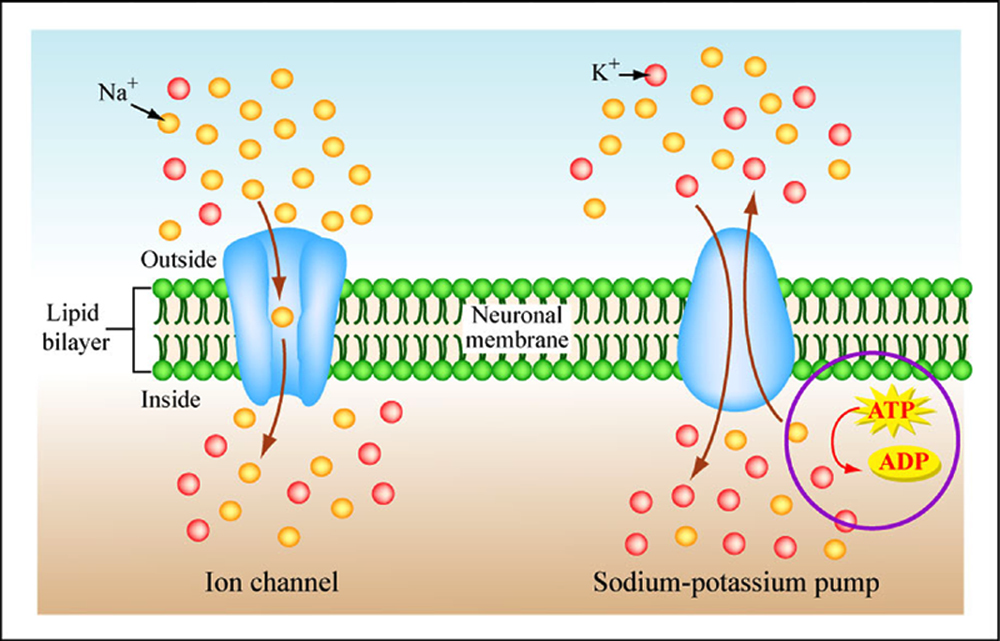 Na+
K+
Outside
Lipid
bilayer
Neuronal
membrane
Inside
ATP
ADP
Ion channel
Sodium-potassium pump